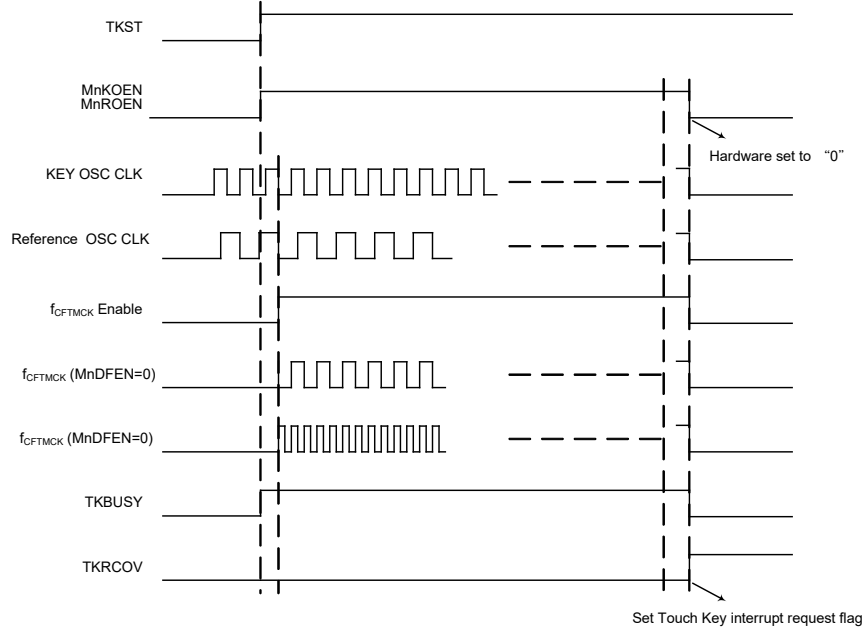 TKST
MnKOEN
MnROEN
Hardware set to “0”
KEY OSC CLK
Reference OSC CLK
fCFTMCK Enable
fCFTMCK (MnDFEN=0)
fCFTMCK (MnDFEN=0)
TKBUSY
TKRCOV
Set Touch Key interrupt request flag